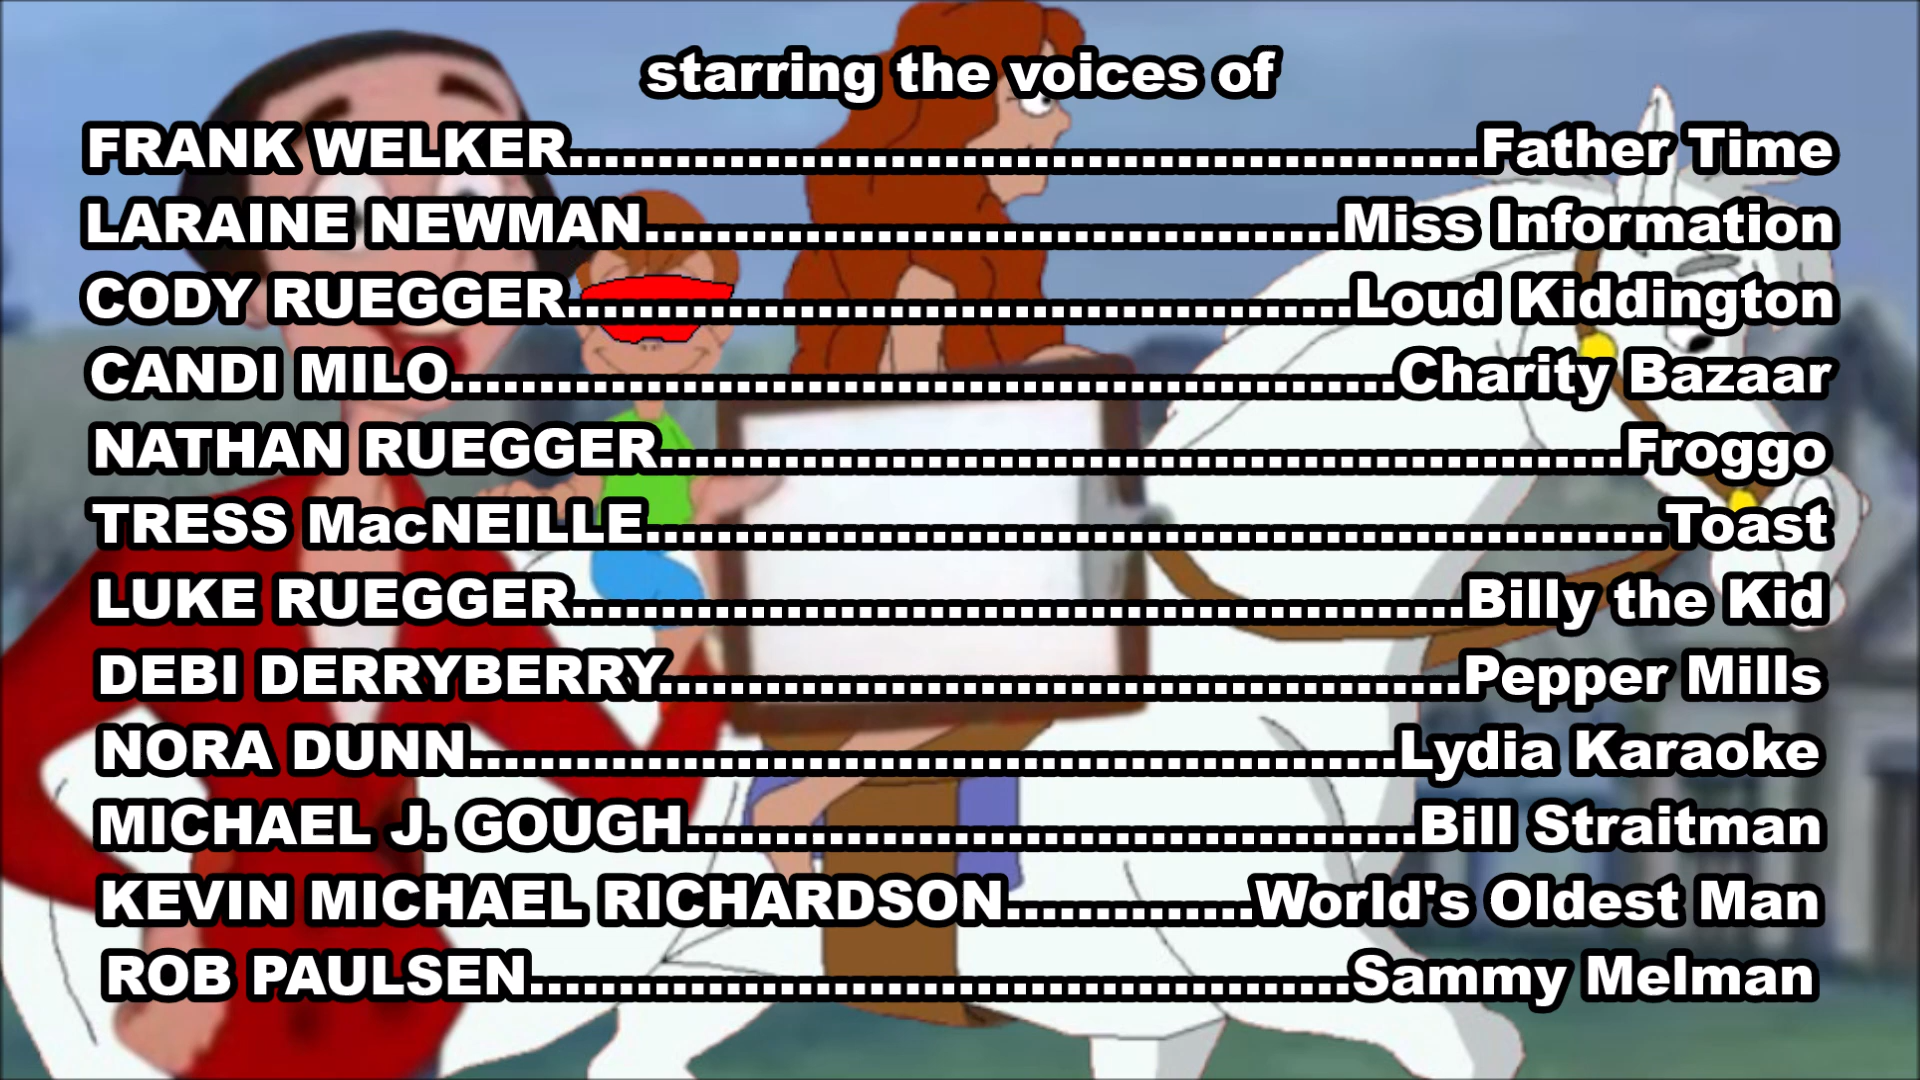 starring the voices of
FRANK WELKER....................................................Father Time
LARAINE NEWMAN........................................Miss Information
CODY RUEGGER.............................................Loud Kiddington
CANDI MILO......................................................Charity Bazaar
NATHAN RUEGGER.......................................................Froggo
TRESS MacNEILLE..........................................................Toast
LUKE RUEGGER..................................................Billy the Kid
DEBI DERRYBERRY..............................................Pepper Mills
NORA DUNN.....................................................Lydia Karaoke
MICHAEL J. GOUGH..........................................Bill Straitman
KEVIN MICHAEL RICHARDSON..............World's Oldest Man
ROB PAULSEN...............................................Sammy Melman